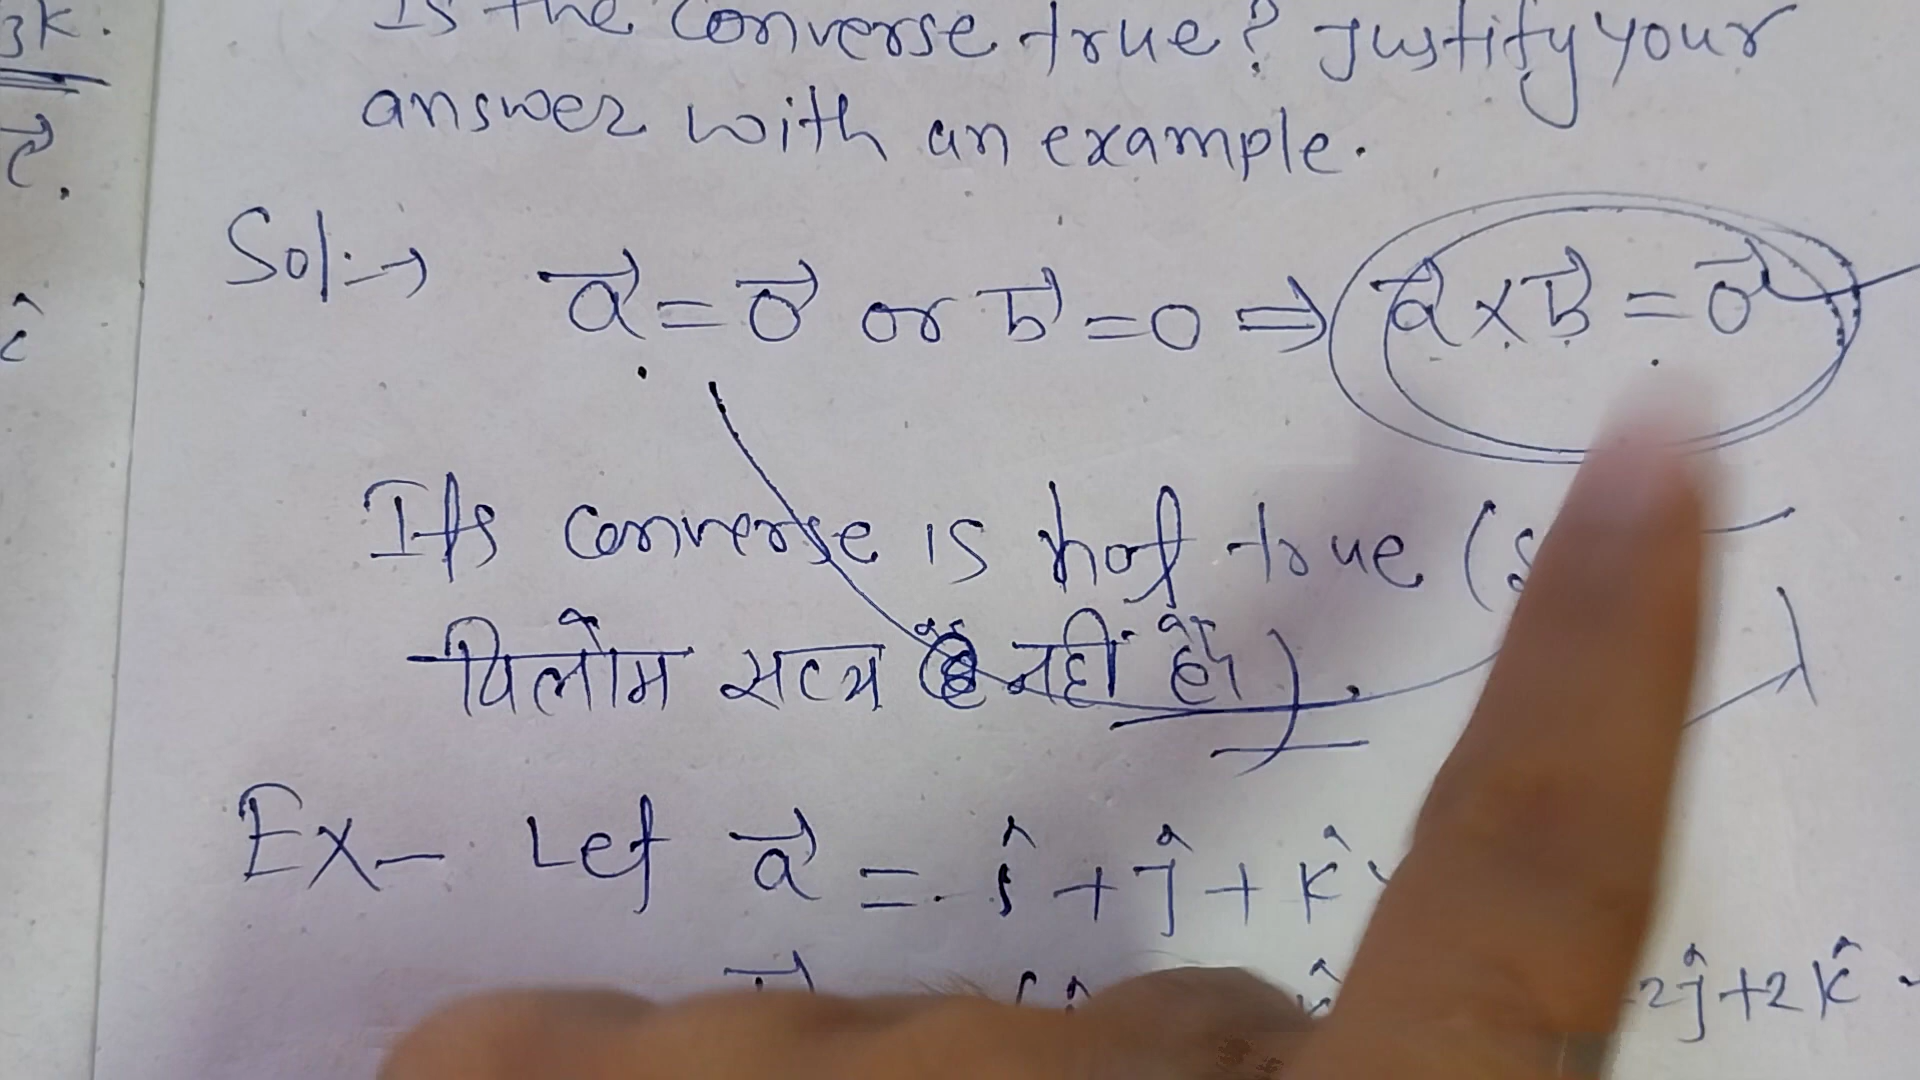 3k.
Is the converse true? Justify your
answer with an example.
c⃗.
Sol:→ a⃗ = 0⃗ or b⃗ = 0 ⇒ a⃗ × b⃗ = 0⃗
î
Its converse is not true (
विलोम सत्य नहीं है)
Ex- Let a⃗ = î + ĵ + k̂
2ĵ + 2k̂